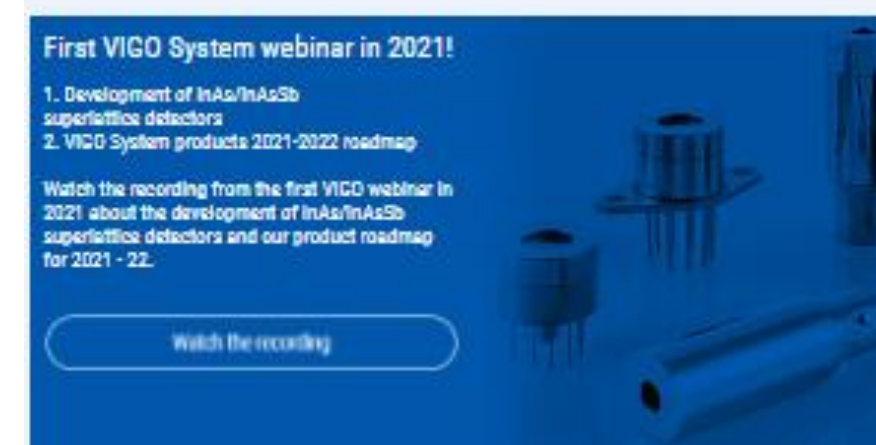 First VIGO System webinar in 2021!
1. Development of InAs/InAsSb
superlattice detectors
2. VIGO System products 2021-2022 roadmap
Watch the recording from the first VIGO webinar in
2021 about the development of InAs/InAsSb
superlattice detectors and our product roadmap
for 2021 - 22.
Watch the recording